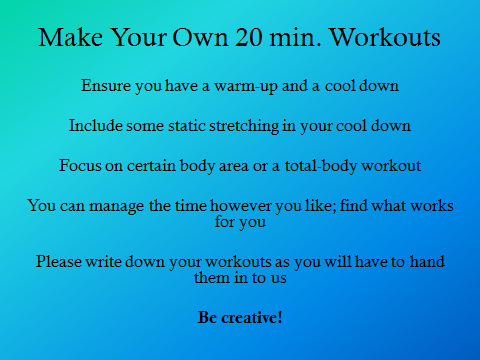 Make Your Own 20 min. Workouts
Ensure you have a warm-up and a cool down
Include some static stretching in your cool down
Focus on certain body area or a total-body workout
You can manage the time however you like; find what works
for you
Please write down your workouts as you will have to hand
them in to us
Be creative!